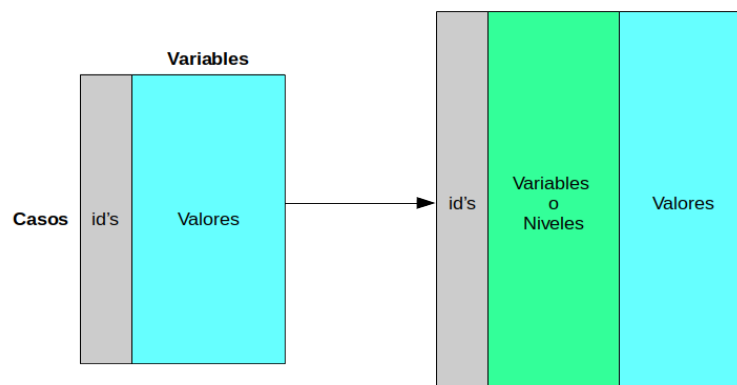 Variables
Casos
id's
Valores
id's
Variables
o
Niveles
Valores